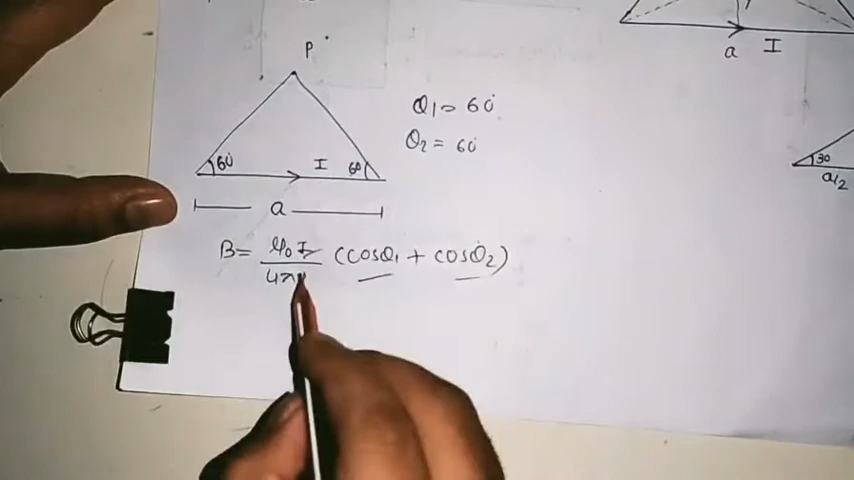 P
a I
60° I 60
θ1 = 60°
θ2 = 60°
30
a/2
a
B = μ0 I / 4π (cosθ1 + cosθ2)